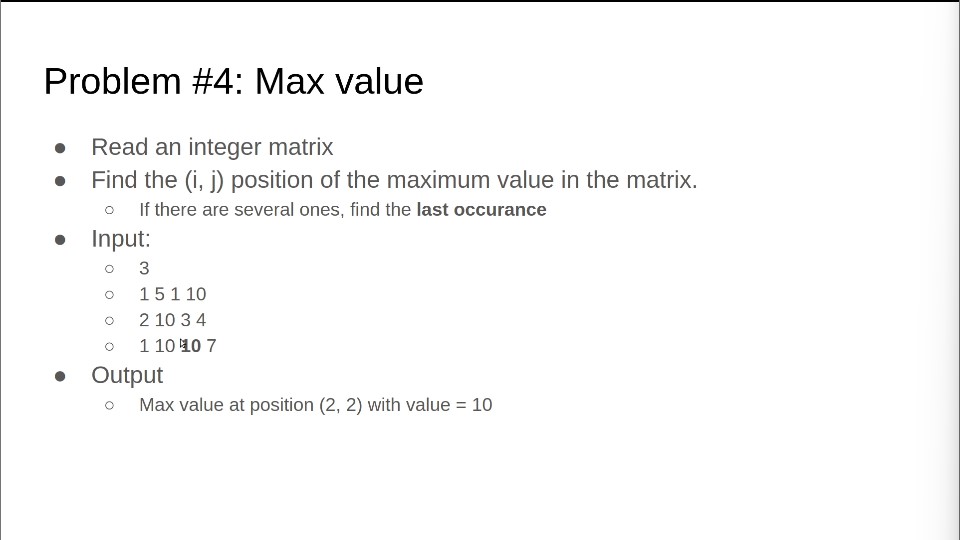 Problem #4: Max value
● Read an integer matrix
● Find the (i, j) position of the maximum value in the matrix.
○ If there are several ones, find the last occurance
● Input:
○ 3
○ 1 5 1 10
○ 2 10 3 4
○ 1 10 10 7
● Output
○ Max value at position (2, 2) with value = 10